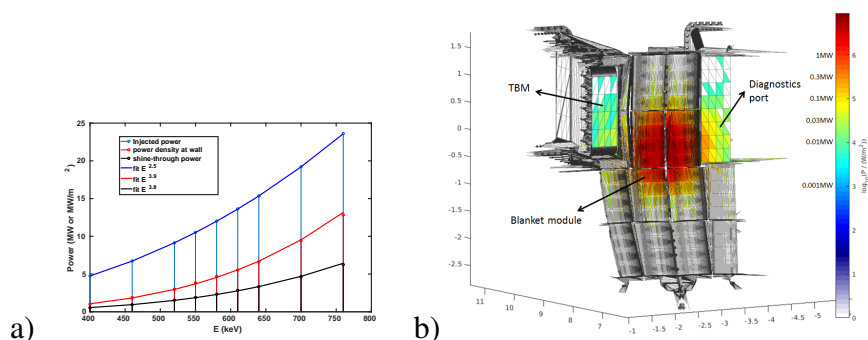 a)
Power (MW or MW/m²)
25
20
15
10
5
0
Injected power
power density at wall
shine-through power
fit E^2.5
fit E^3.9
fit E^3.8
400 450 500 550 600 650 700 750 800
E (keV)
b)
1.5
1
0.5
0
-0.5
-1
-1.5
-2
-2.5
11 10 9 8 7
-1 -1.5 -2 -2.5 -3 -3.5 -4 -4.5 -5
TBM
Diagnostics
port
Blanket module
1MW
0.3MW
0.1MW
0.03MW
0.01MW
0.001MW
6
5
4
3
2
1
0
log10(P / (W/m²))